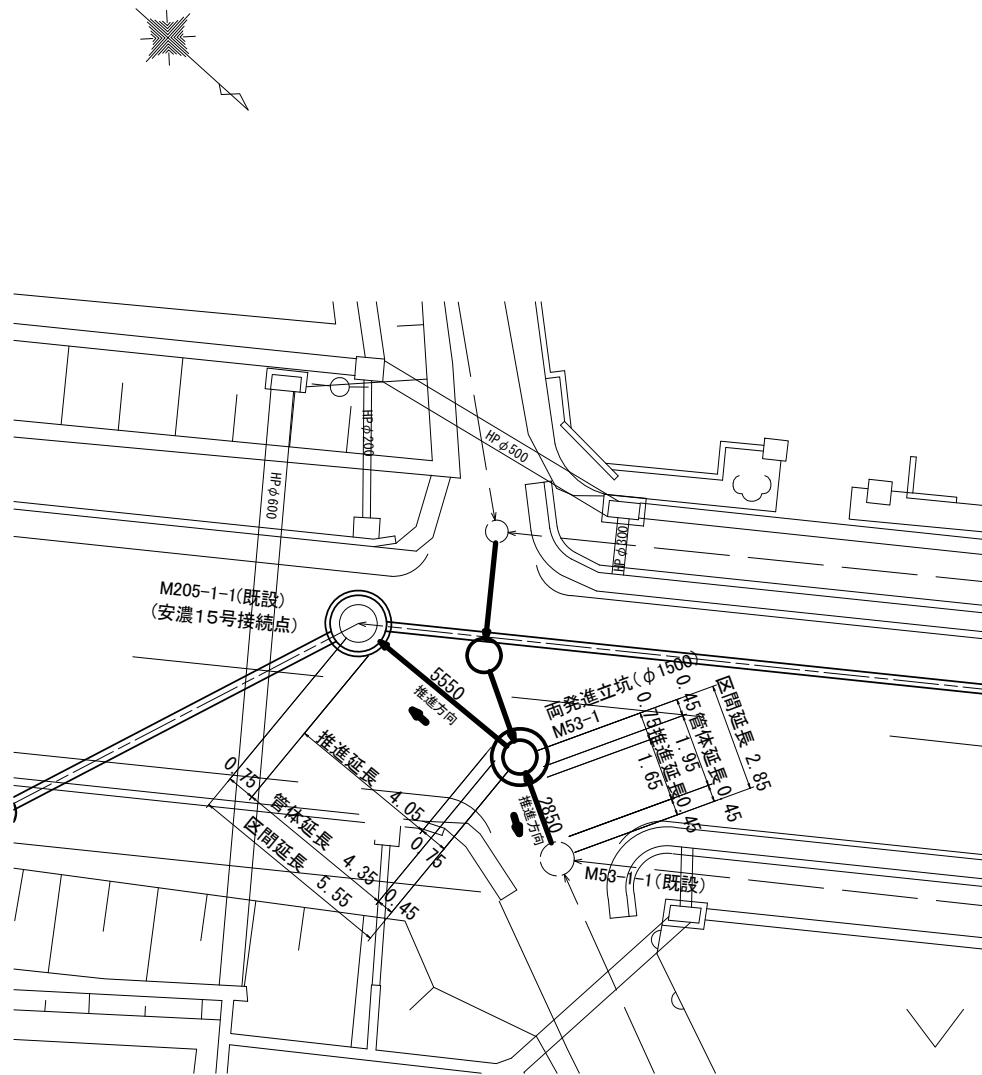 HPφ200
HPφ500
HPφ600
HPφ300
M205-1-1(既設)
(安濃15号接続点)
5550
推進方向
両発進立坑(φ1500)
M53-1
区間延長 2.85
0.45
管体延長
1.95
0.45
0.75
推進延長
1.65
0.45
2850
推進方向
M53-1-1(既設)
推進延長 4.05
0.75
0.75
管体延長 4.35
0.45
区間延長 5.55